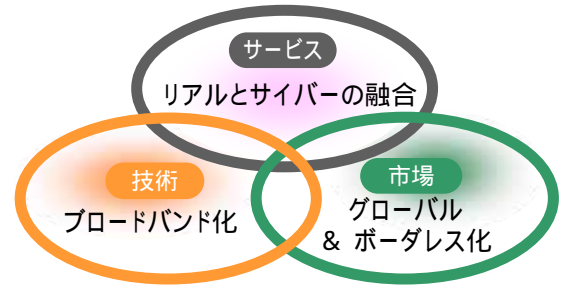 サービス
リアルとサイバーの融合
技術
ブロードバンド化
市場
グローバル
& ボーダレス化